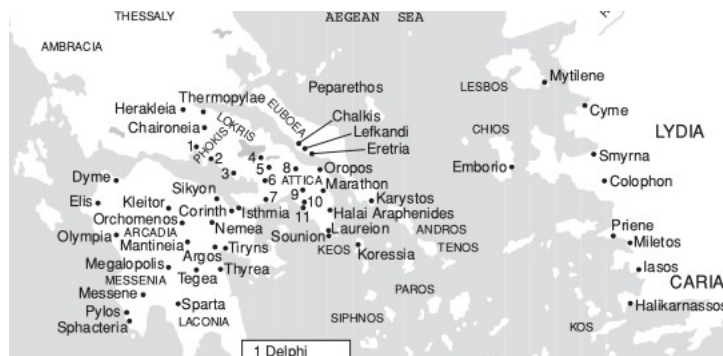 THESSALY
AEGEAN SEA
AMBRACIA
Peparethos
LESBOS
Mytilene
Thermopylae
Herakleia
EUBOEA
Chalkis
Cyme
LOKRIS
Lefkandi
CHIOS
LYDIA
Chaironeia
Eretria
1
PHOKIS
2
4
5
8
Oropos
Emborio
Smyrna
3
6
ATTICA
Marathon
Colophon
Dyme
Sikyon
7
9
10
11
Karystos
Elis
Kleitor
Corinth
Isthmia
Halai Araphenides
Orchomenos
Nemea
Laureion
ANDROS
Priene
Olympia
ARCADIA
Sounion
TENOS
Miletos
Mantineia
Argos
Tiryns
KEOS
Koressia
Megalopolis
Tegea
Thyrea
Iasos
MESSENIA
CARIA
Messene
PAROS
Sparta
Halikarnassos
Pylos
Sphacteria
LACONIA
SIPHNOS
KOS
1 Delphi